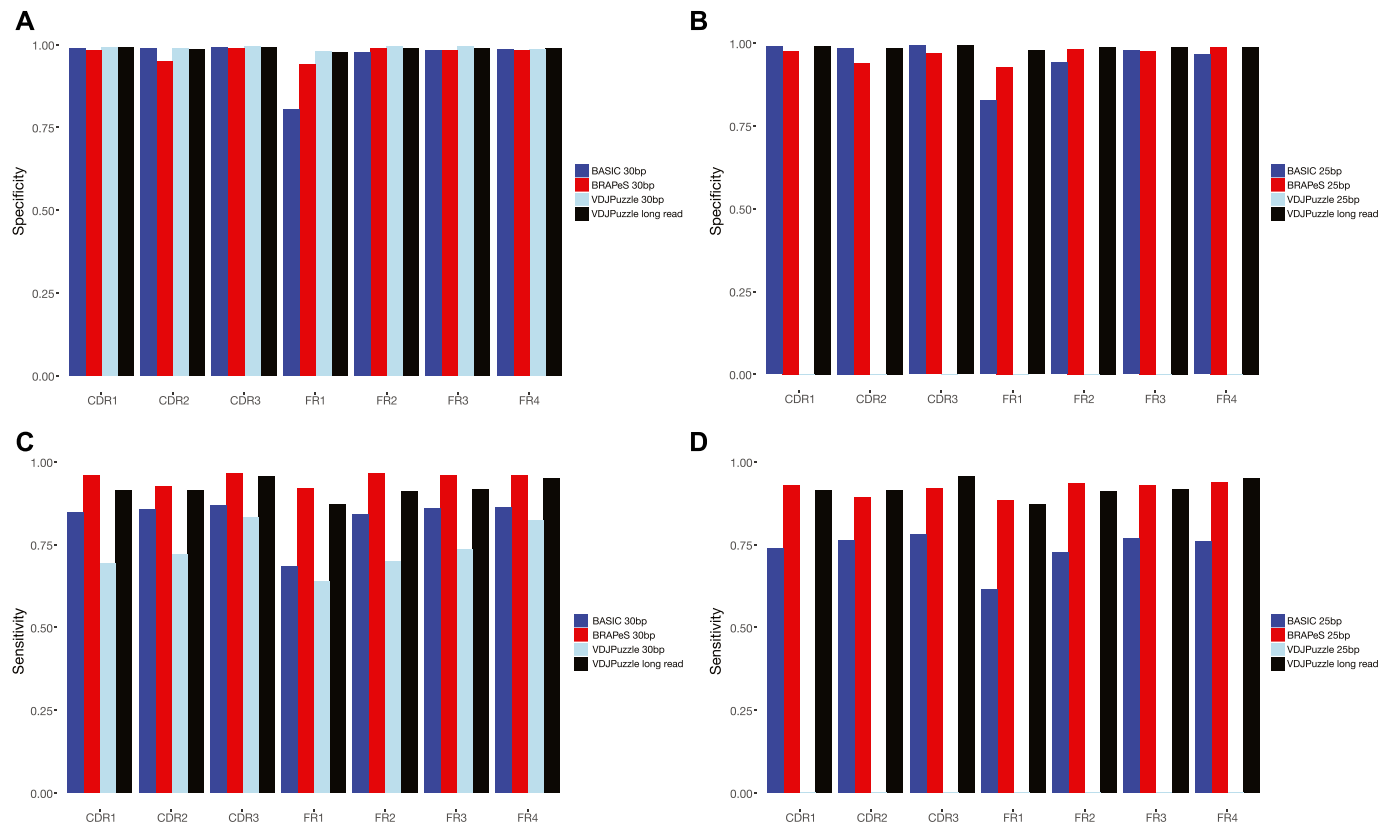 A
Specificity
1.00
0.75
0.50
0.25
0.00
CDR1 CDR2 CDR3 FR1 FR2 FR3 FR4
BASIC 30bp
BRAPeS 30bp
VDJPuzzle 30bp
VDJPuzzle long read
B
Specificity
1.00
0.75
0.50
0.25
0.00
CDR1 CDR2 CDR3 FR1 FR2 FR3 FR4
BASIC 25bp
BRAPeS 25bp
VDJPuzzle 25bp
VDJPuzzle long read
C
Sensitivity
1.00
0.75
0.50
0.25
0.00
CDR1 CDR2 CDR3 FR1 FR2 FR3 FR4
BASIC 30bp
BRAPeS 30bp
VDJPuzzle 30bp
VDJPuzzle long read
D
Sensitivity
1.00
0.75
0.50
0.25
0.00
CDR1 CDR2 CDR3 FR1 FR2 FR3 FR4
BASIC 25bp
BRAPeS 25bp
VDJPuzzle 25bp
VDJPuzzle long read